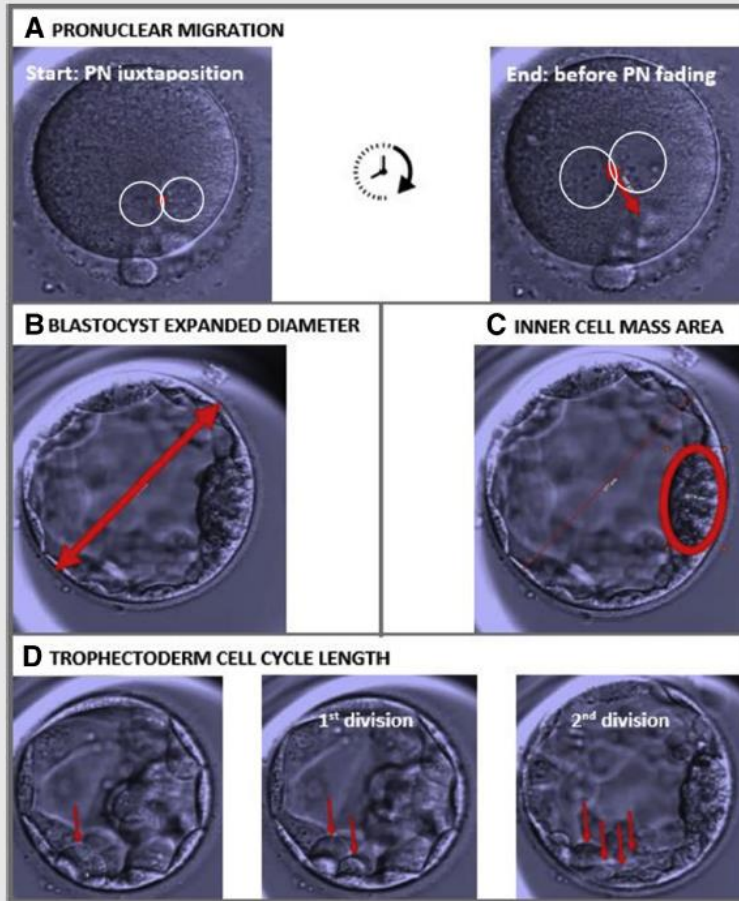 A PRONUCLEAR MIGRATION
Start: PN juxtaposition
End: before PN fading
B BLASTOCYST EXPANDED DIAMETER
C INNER CELL MASS AREA
D TROPHECTODERM CELL CYCLE LENGTH
1st division
2nd division